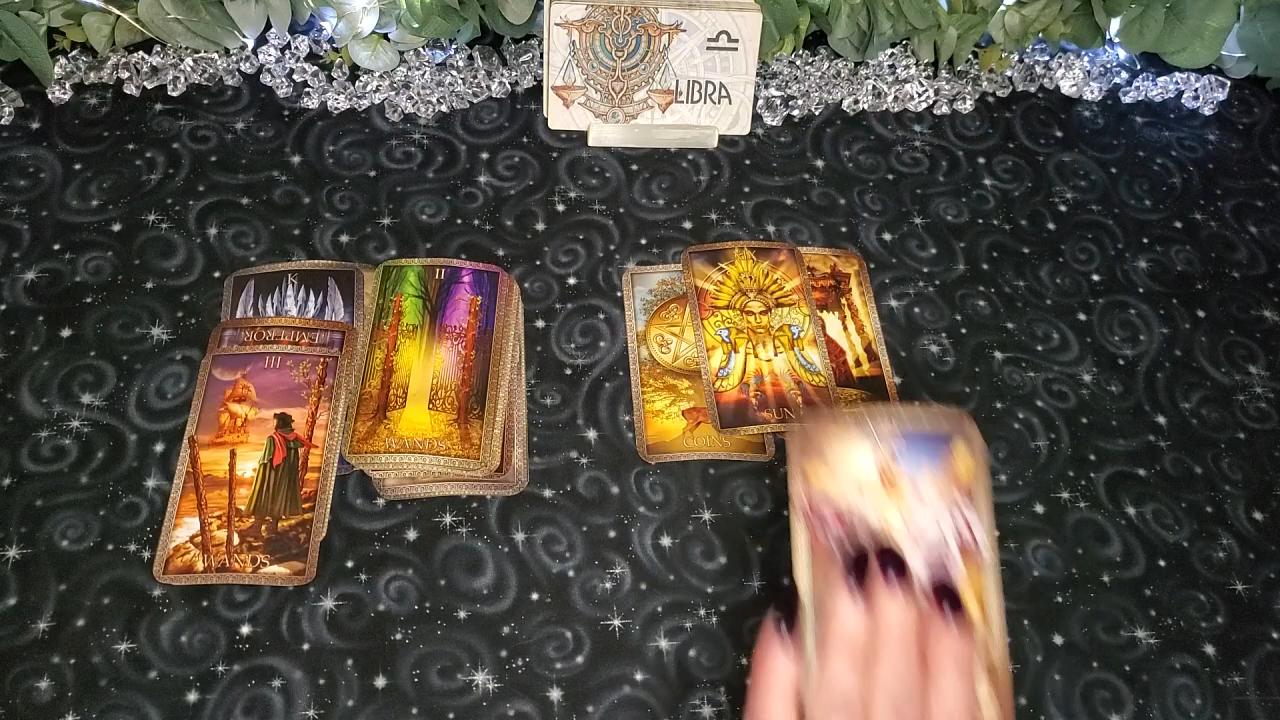 LIBRA
II
WANDS
EMPEROR
III
WANDS
SUN
COINS